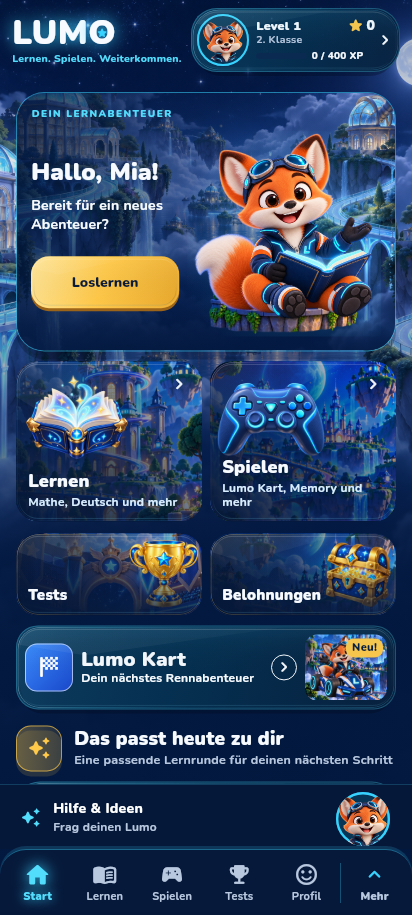 LUMO
Lernen. Spielen. Weiterkommen.
Level 1
0
2. Klasse
0 / 400 XP
DEIN LERNABENTEUER
Hallo, Mia!
Bereit für ein neues
Abenteuer?
Loslernen
Lernen
Mathe, Deutsch und mehr
Spielen
Lumo Kart, Memory und
mehr
Tests
Belohnungen
Lumo Kart
Dein nächstes Rennabenteuer
Neu!
Das passt heute zu dir
Eine passende Lernrunde für deinen nächsten Schritt
Hilfe & Ideen
Frag deinen Lumo
Start
Lernen
Spielen
Tests
Profil
Mehr